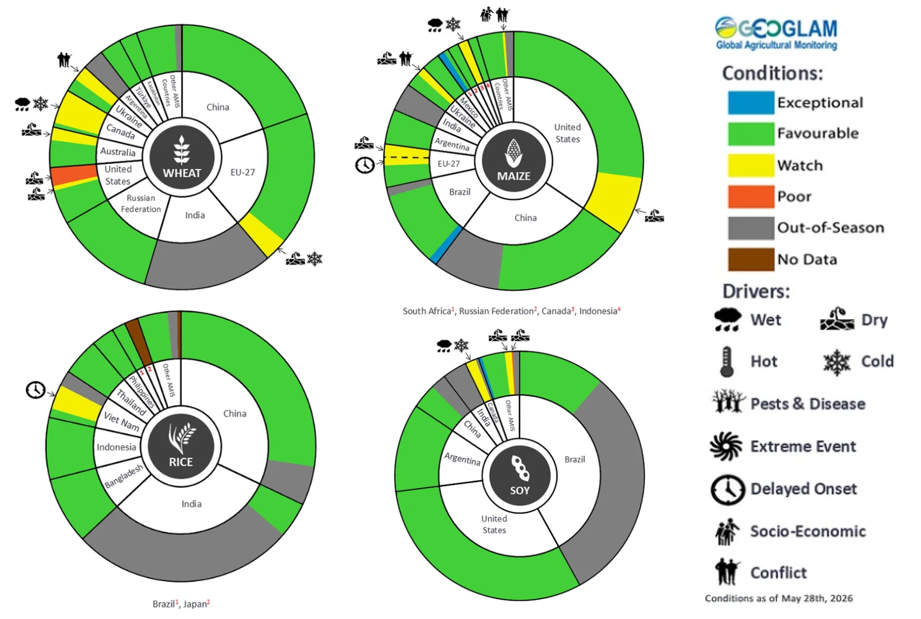 GEOGLAM
Global Agricultural Monitoring
Conditions:
Exceptional
Favourable
Watch
Poor
Out-of-Season
No Data
Drivers:
Wet
Dry
Hot
Cold
Pests & Disease
Extreme Event
Delayed Onset
Socio-Economic
Conflict
Conditions as of May 28th, 2026
WHEAT
China
EU-27
India
Russian
Federation
United
States
Australia
Canada
Ukraine
Türkiye
Other AMIS
Countries
MAIZE
United
States
China
Brazil
EU-27
Argentina
India
Ukraine
Mexico
Other AMIS
Countries
South Africa¹, Russian Federation², Canada³, Indonesia⁴
RICE
China
India
Bangladesh
Indonesia
Viet Nam
Thailand
Philippines
Other AMIS
Brazil¹, Japan²
SOY
Brazil
United
States
Argentina
China
India
Canada
Other AMIS